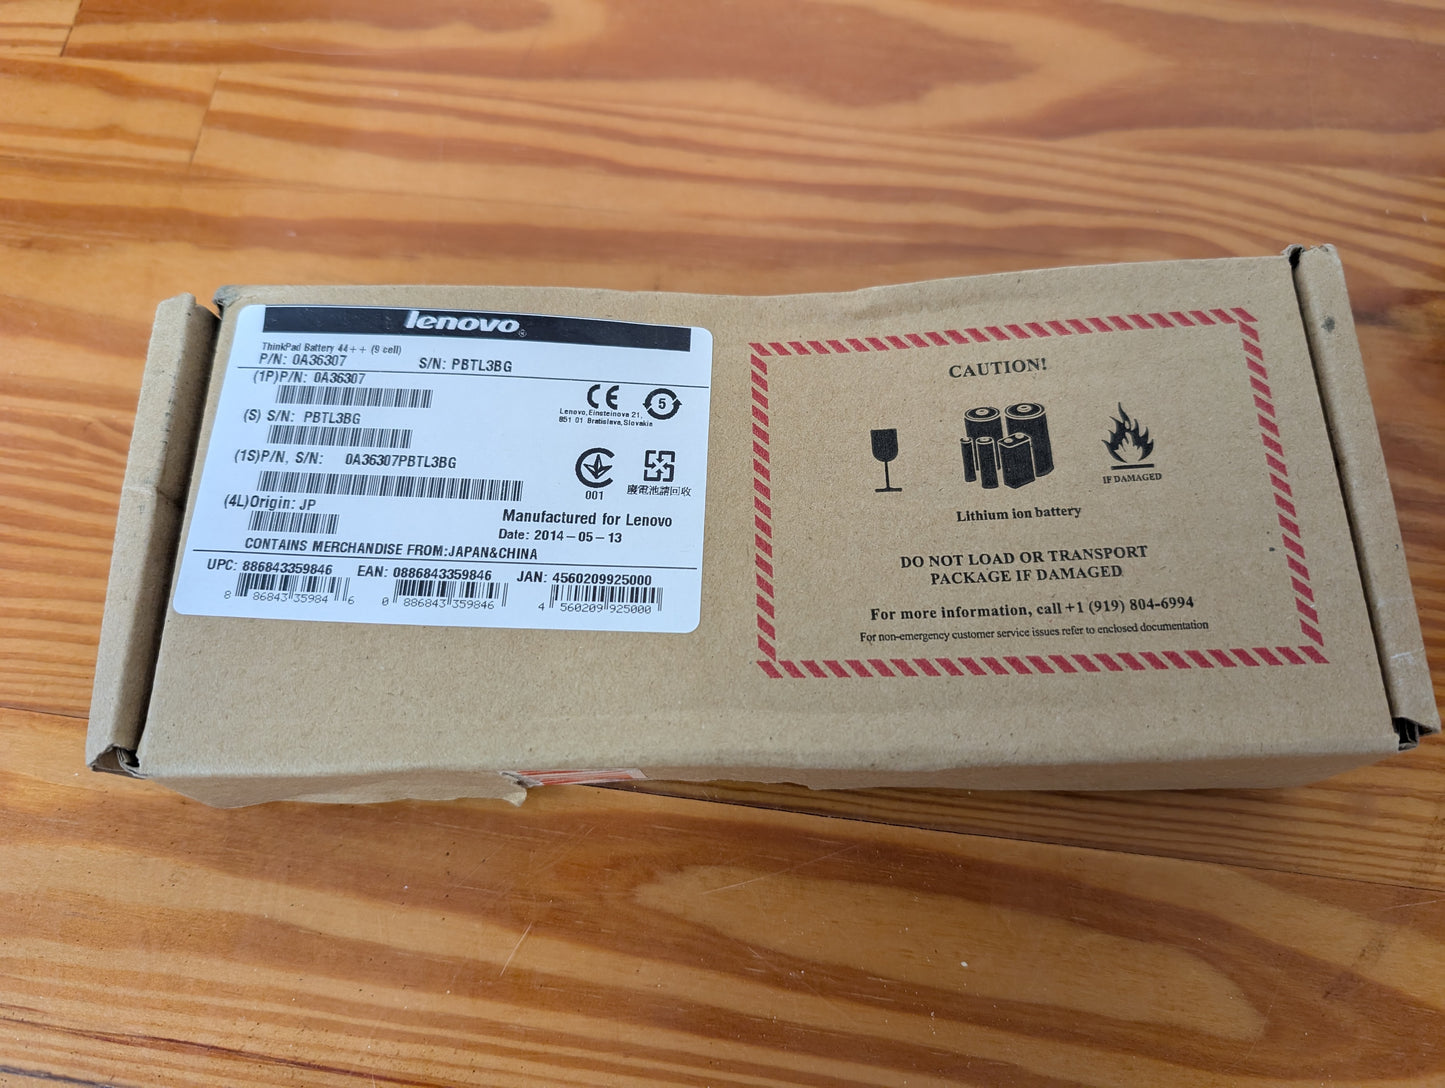 lenovo®
ThinkPad Battery 44++ (9 cell)
P/N: 0A36307 S/N: PBTL3BG
(1P)P/N: 0A36307
(S) S/N: PBTL3BG
(1S)P/N, S/N: 0A36307PBTL3BG
(4L)Origin: JP
CE
5
Lenovo, Einsteinova 21,
851 01 Bratislava, Slovakia
001
廢電池請回收
Manufactured for Lenovo
Date: 2014-05-13
CONTAINS MERCHANDISE FROM:JAPAN&CHINA
UPC: 886843359846 EAN: 0886843359846 JAN: 4560209925000
8 86843 35984 6 0 886843 359846 4 560209 925000
CAUTION!
IF DAMAGED
Lithium ion battery
DO NOT LOAD OR TRANSPORT
PACKAGE IF DAMAGED
For more information, call +1 (919) 804-6994
For non-emergency customer service issues refer to enclosed documentation